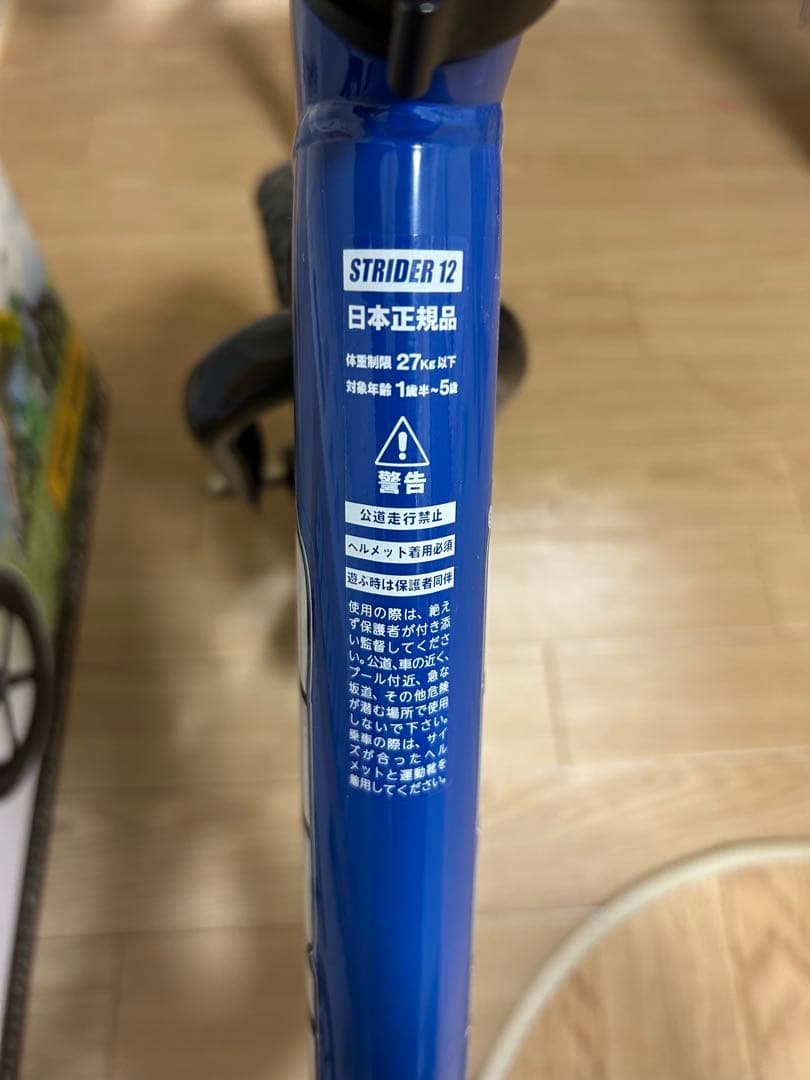 STRIDER 12
日本正規品
体重制限 27Kg以下
対象年齢 1歳半~5歳
警告
公道走行禁止
ヘルメット着用必須
遊ぶ時は保護者同伴
使用の際は、絶え
ず保護者が付き添
い監督してくださ
い。公道、車の近く、
プール付近、急な
坂道、その他危険
が潜む場所で使用
しないで下さい。
乗車の際は、サイ
ズが合ったヘル
メットと運動靴を
着用してください。